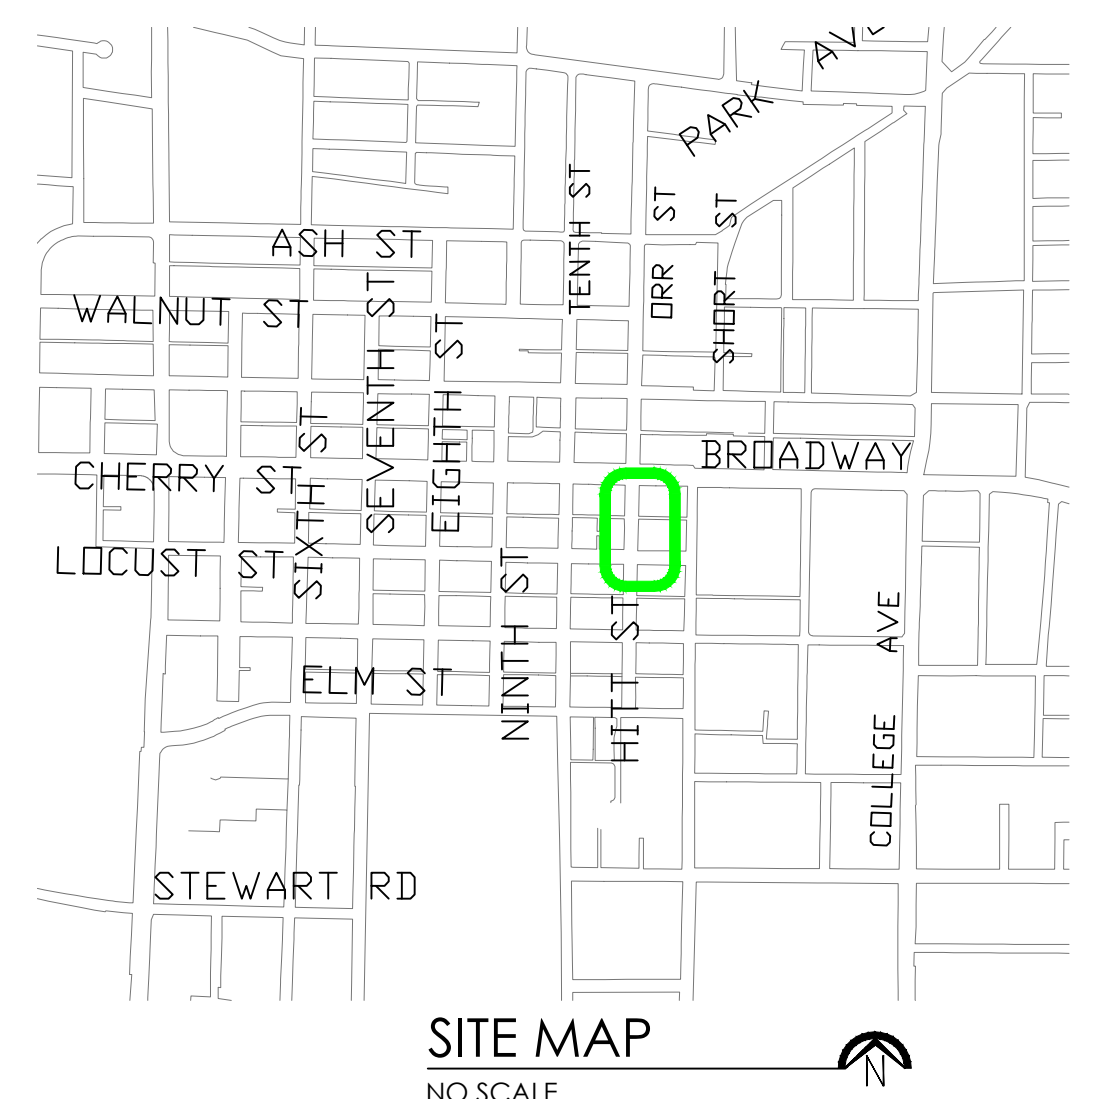 AVE
PARK
TENTH ST
ORR ST
SHORT ST
ASH ST
WALNUT ST
SEVENTH ST
EIGHTH ST
SIXTH ST
BROADWAY
CHERRY ST
LOCUST ST
NINTH ST
HITT ST
COLLEGE AVE
ELM ST
STEWART RD
SITE MAP
N
NO SCALE